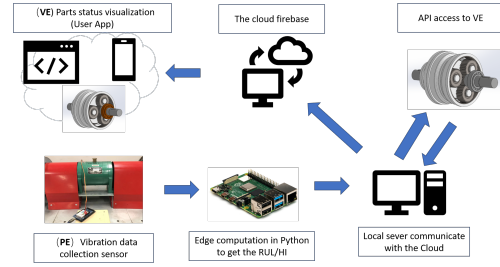 (VE) Parts status visualization
(User App)
The cloud firebase
API access to VE
(PE) Vibration data
collection sensor
Edge computation in Python
to get the RUL/HI
Local sever communicate
with the Cloud